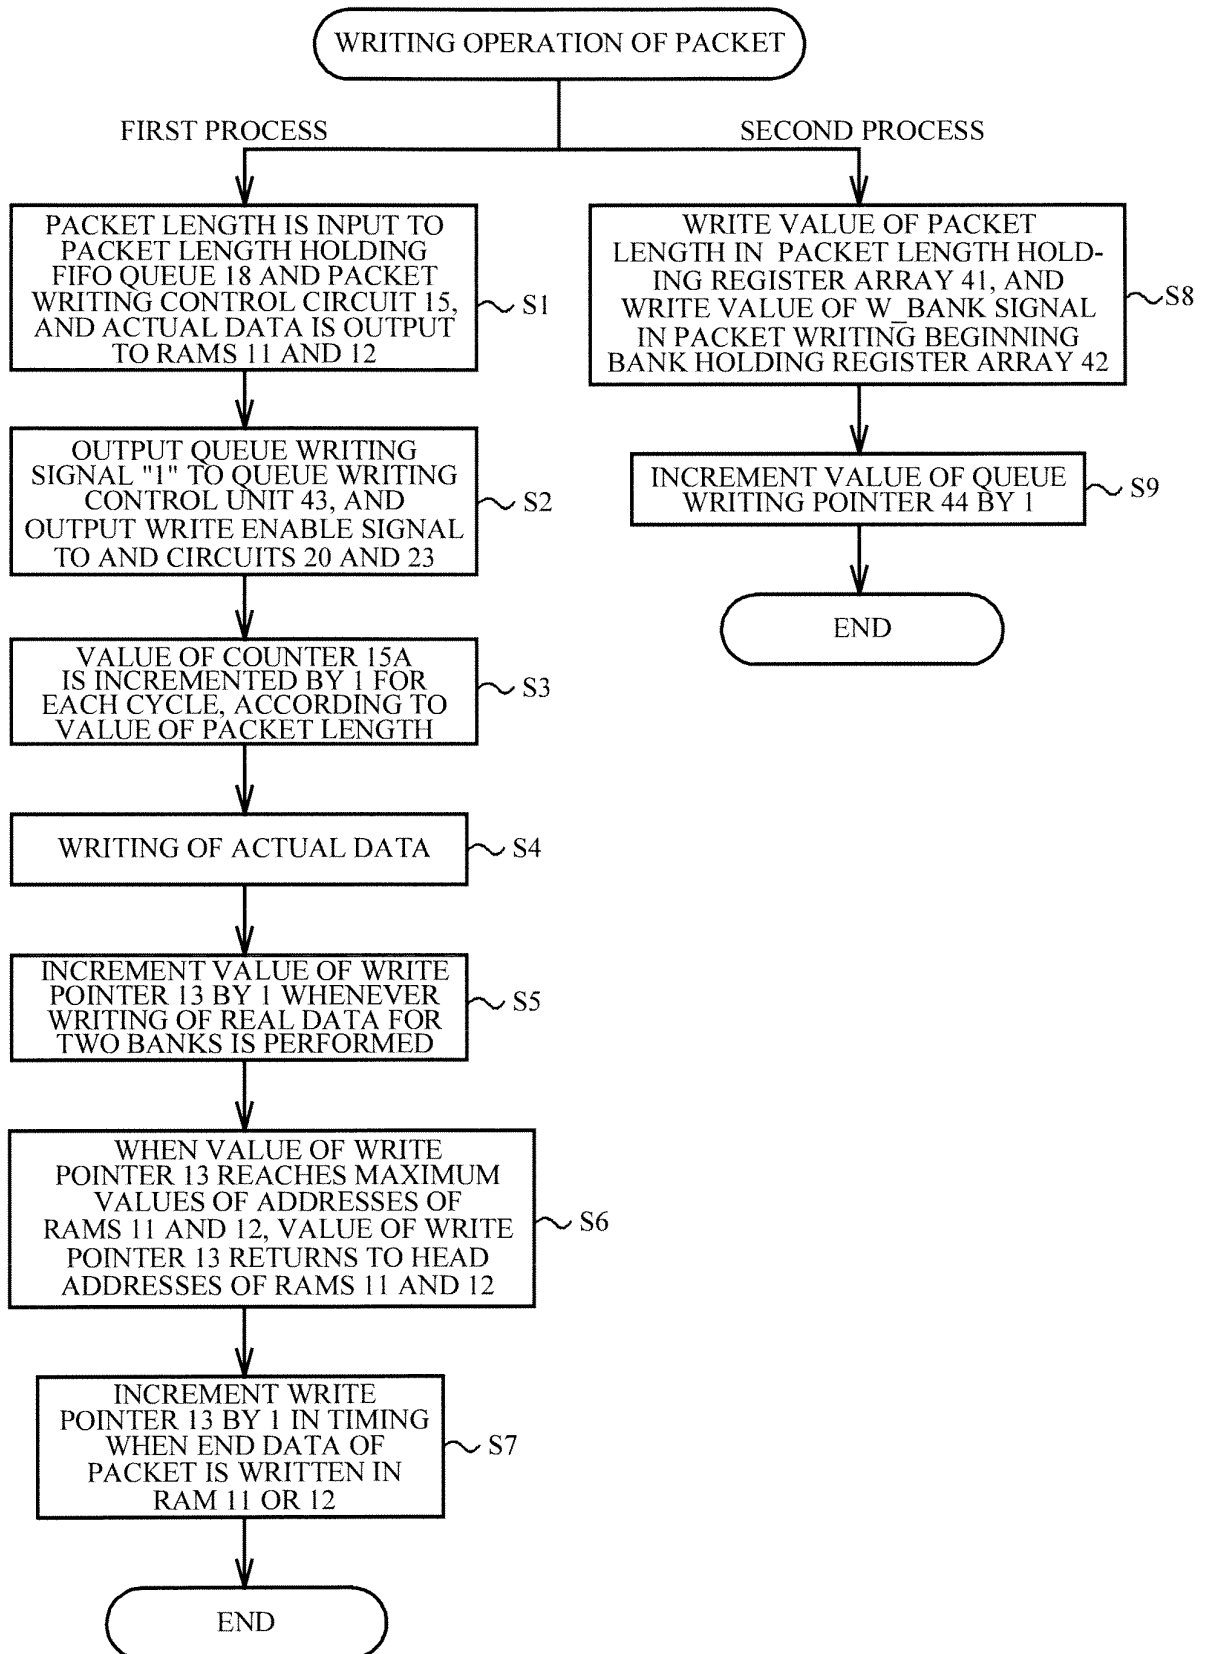 WRITING OPERATION OF PACKET
FIRST PROCESS
SECOND PROCESS
PACKET LENGTH IS INPUT TO
PACKET LENGTH HOLDING
FIFO QUEUE 18 AND PACKET
WRITING CONTROL CIRCUIT 15,
AND ACTUAL DATA IS OUTPUT
TO RAMS 11 AND 12
S1
OUTPUT QUEUE WRITING
SIGNAL "1" TO QUEUE WRITING
CONTROL UNIT 43, AND
OUTPUT WRITE ENABLE SIGNAL
TO AND CIRCUITS 20 AND 23
S2
VALUE OF COUNTER 15A
IS INCREMENTED BY 1 FOR
EACH CYCLE, ACCORDING TO
VALUE OF PACKET LENGTH
S3
WRITING OF ACTUAL DATA
S4
INCREMENT VALUE OF WRITE
POINTER 13 BY 1 WHENEVER
WRITING OF REAL DATA FOR
TWO BANKS IS PERFORMED
S5
WHEN VALUE OF WRITE
POINTER 13 REACHES MAXIMUM
VALUES OF ADDRESSES OF
RAMS 11 AND 12, VALUE OF WRITE
POINTER 13 RETURNS TO HEAD
ADDRESSES OF RAMS 11 AND 12
S6
INCREMENT WRITE
POINTER 13 BY 1 IN TIMING
WHEN END DATA OF
PACKET IS WRITTEN IN
RAM 11 OR 12
S7
END
WRITE VALUE OF PACKET
LENGTH IN PACKET LENGTH HOLD-
ING REGISTER ARRAY 41, AND
WRITE VALUE OF W_BANK SIGNAL
IN PACKET WRITING BEGINNING
BANK HOLDING REGISTER ARRAY 42
S8
INCREMENT VALUE OF QUEUE
WRITING POINTER 44 BY 1
S9
END